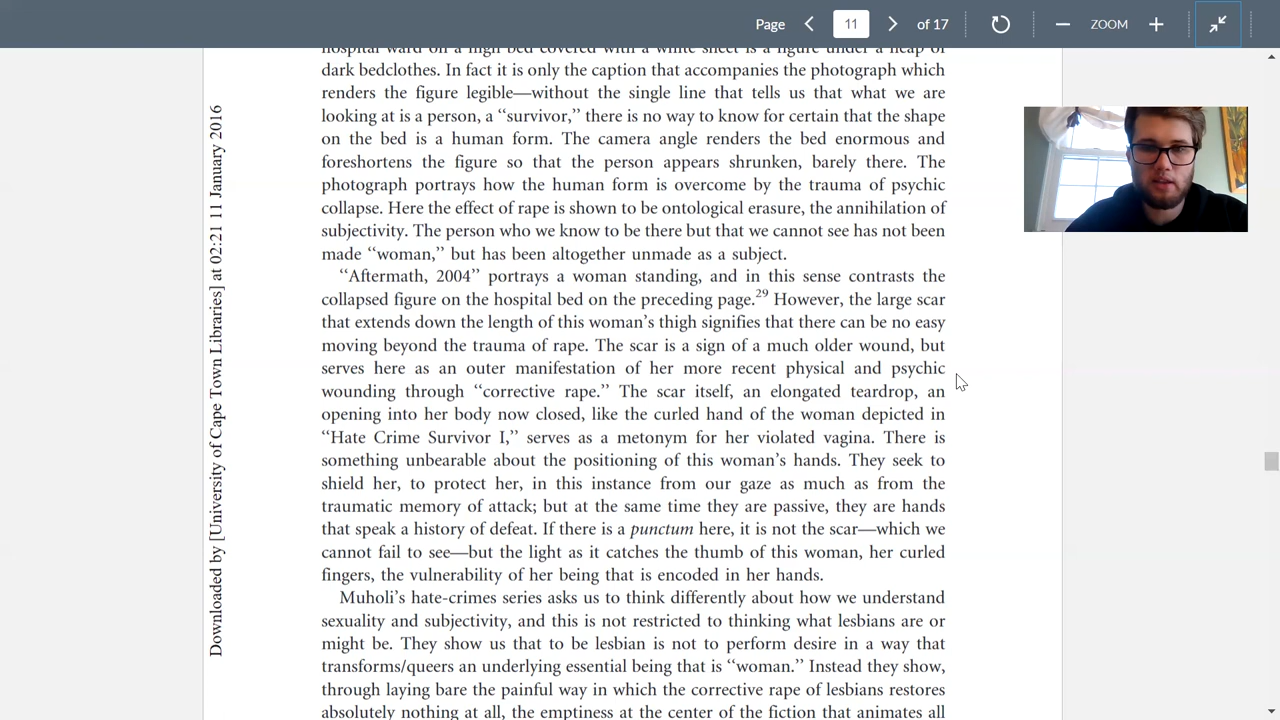 Page 11 of 17 ZOOM
hospital ward on a high bed covered with a white sheet is a figure under a heap of
dark bedclothes. In fact it is only the caption that accompanies the photograph which
renders the figure legible—without the single line that tells us that what we are
looking at is a person, a ‘‘survivor,’’ there is no way to know for certain that the shape
on the bed is a human form. The camera angle renders the bed enormous and
foreshortens the figure so that the person appears shrunken, barely there. The
photograph portrays how the human form is overcome by the trauma of psychic
collapse. Here the effect of rape is shown to be ontological erasure, the annihilation of
subjectivity. The person who we know to be there but that we cannot see has not been
made ‘‘woman,’’ but has been altogether unmade as a subject.
‘‘Aftermath, 2004’’ portrays a woman standing, and in this sense contrasts the
collapsed figure on the hospital bed on the preceding page.29 However, the large scar
that extends down the length of this woman’s thigh signifies that there can be no easy
moving beyond the trauma of rape. The scar is a sign of a much older wound, but
serves here as an outer manifestation of her more recent physical and psychic
wounding through ‘‘corrective rape.’’ The scar itself, an elongated teardrop, an
opening into her body now closed, like the curled hand of the woman depicted in
‘‘Hate Crime Survivor I,’’ serves as a metonym for her violated vagina. There is
something unbearable about the positioning of this woman’s hands. They seek to
shield her, to protect her, in this instance from our gaze as much as from the
traumatic memory of attack; but at the same time they are passive, they are hands
that speak a history of defeat. If there is a punctum here, it is not the scar—which we
cannot fail to see—but the light as it catches the thumb of this woman, her curled
fingers, the vulnerability of her being that is encoded in her hands.
Muholi’s hate-crimes series asks us to think differently about how we understand
sexuality and subjectivity, and this is not restricted to thinking what lesbians are or
might be. They show us that to be lesbian is not to perform desire in a way that
transforms/queers an underlying essential being that is ‘‘woman.’’ Instead they show,
through laying bare the painful way in which the corrective rape of lesbians restores
absolutely nothing at all, the emptiness at the center of the fiction that animates all
Downloaded by [University of Cape Town Libraries] at 02:21 11 January 2016